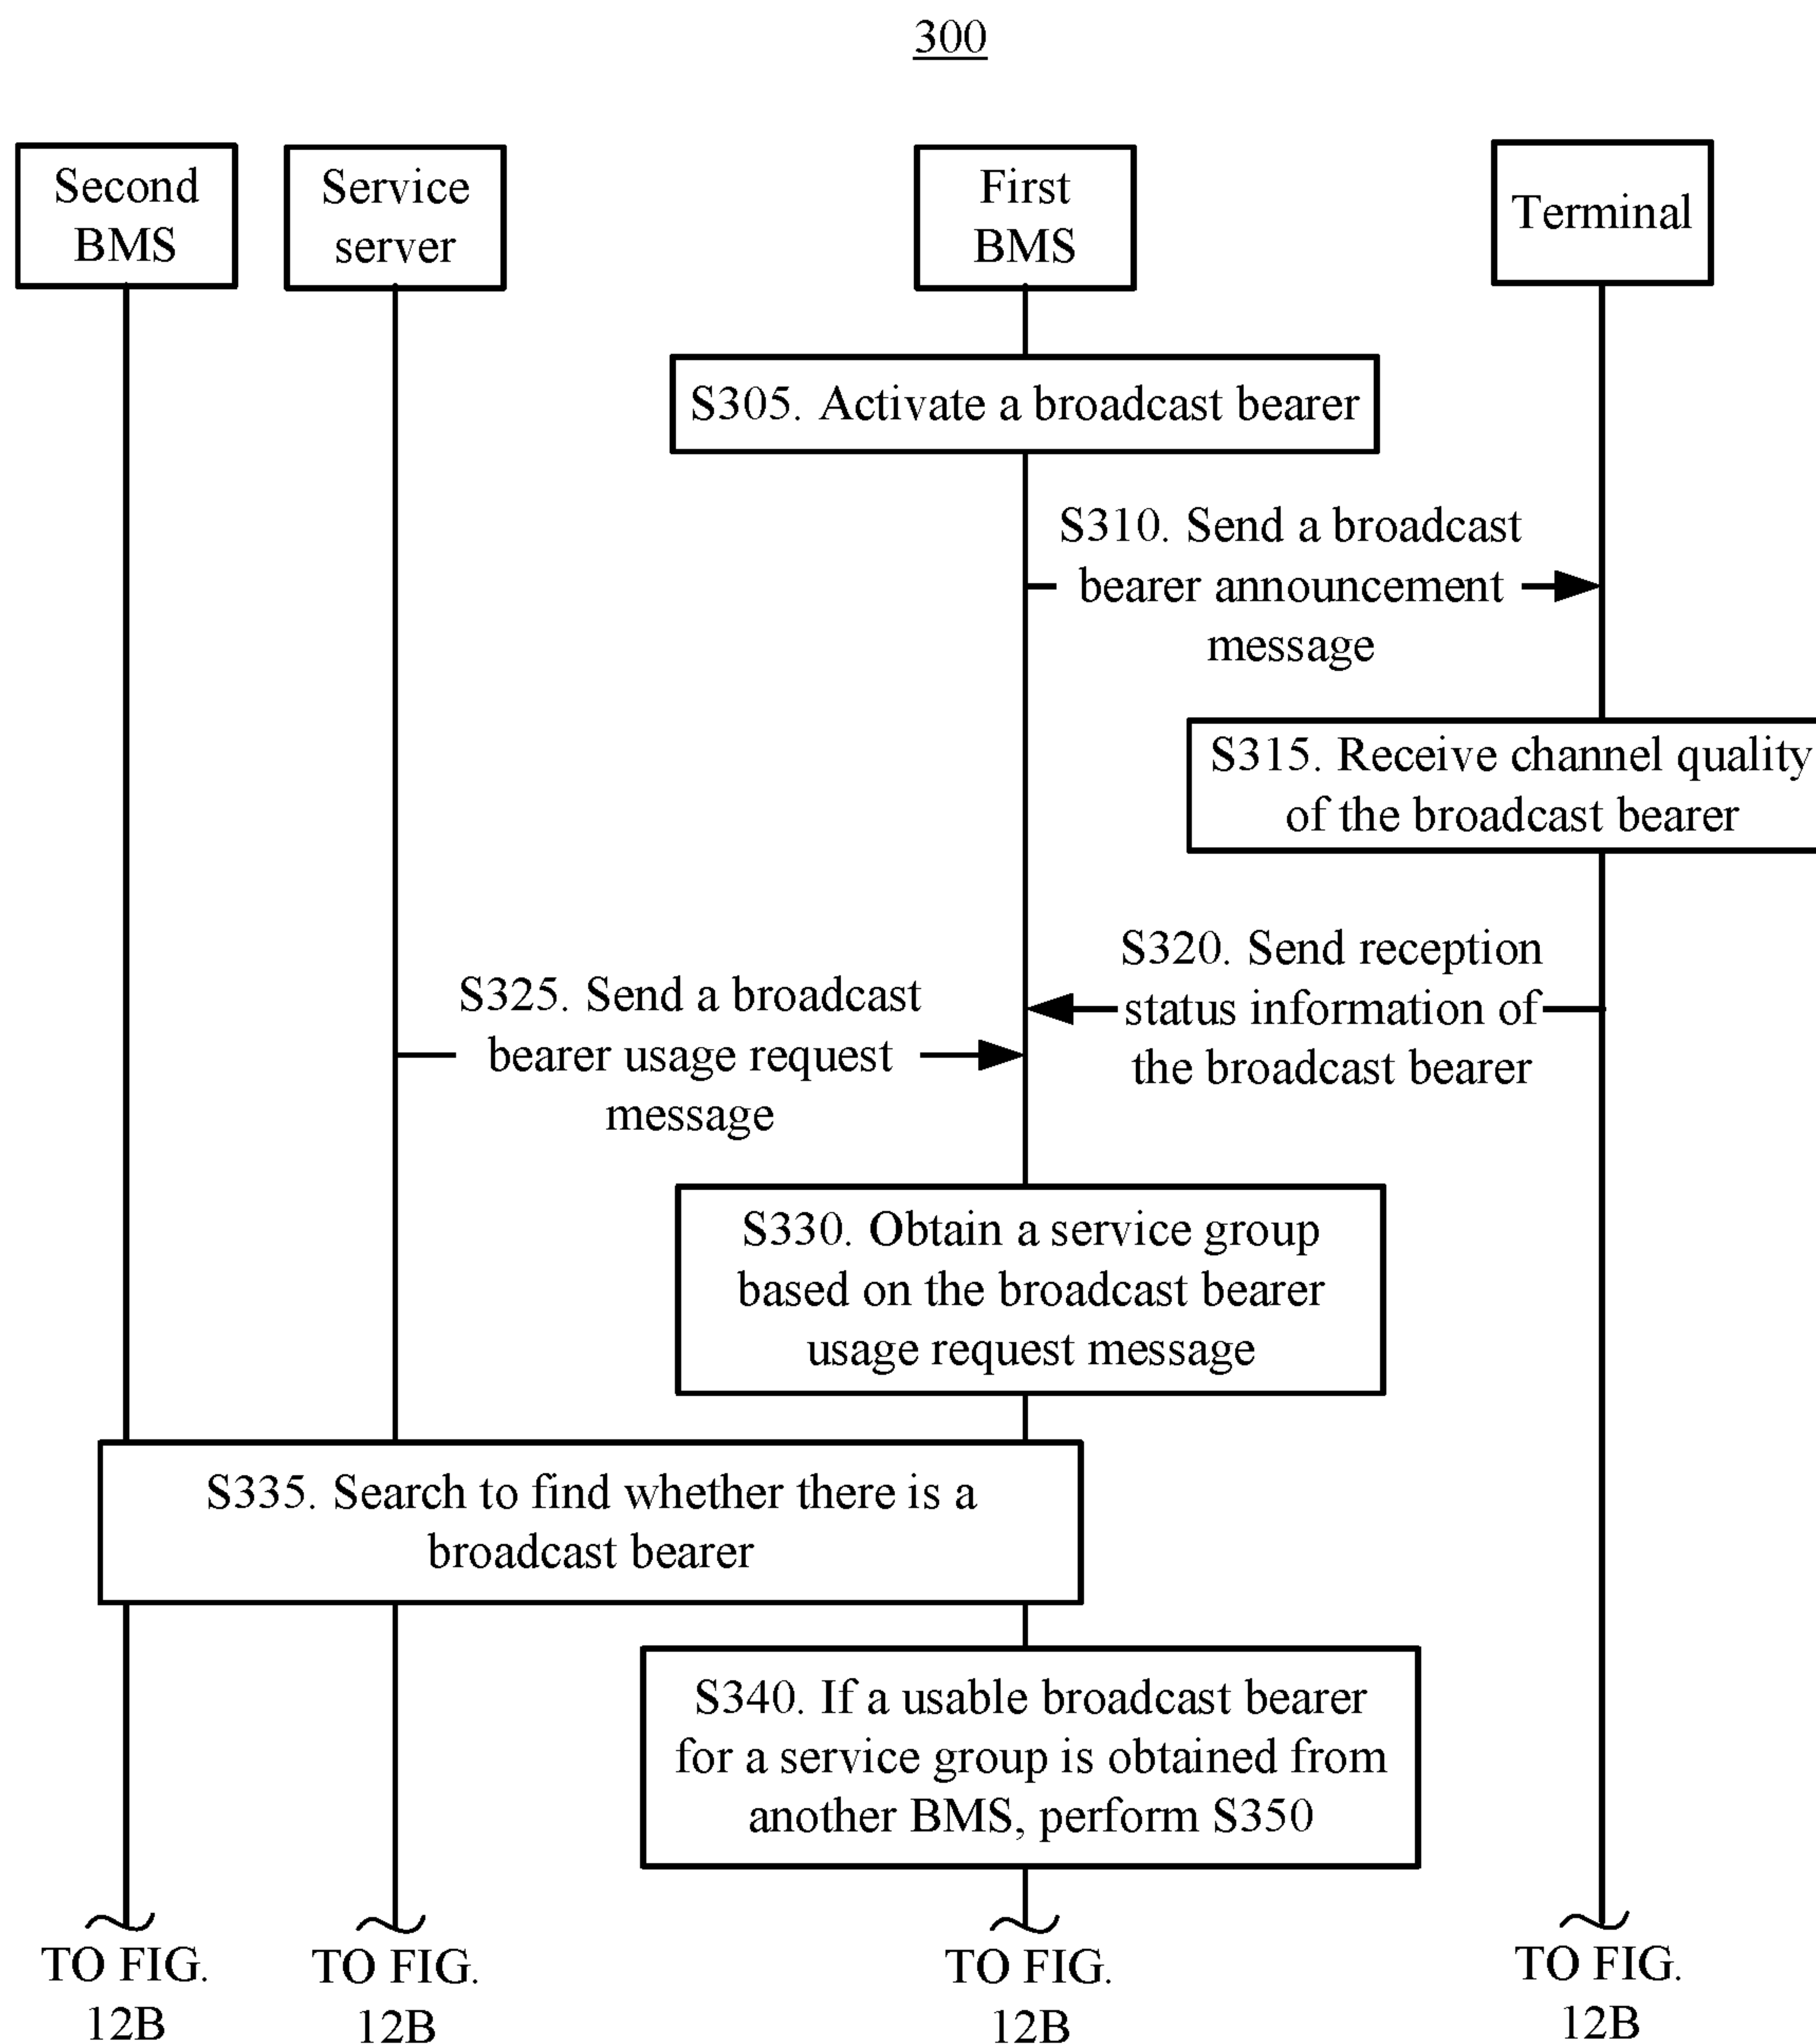 300
Second
BMS
Service
server
First
BMS
Terminal
S305. Activate a broadcast bearer
S310. Send a broadcast
bearer announcement
message
S315. Receive channel quality
of the broadcast bearer
S320. Send reception
status information of
the broadcast bearer
S325. Send a broadcast
bearer usage request
message
S330. Obtain a service group
based on the broadcast bearer
usage request message
S335. Search to find whether there is a
broadcast bearer
S340. If a usable broadcast bearer
for a service group is obtained from
another BMS, perform S350
TO FIG.
12B
TO FIG.
12B
TO FIG.
12B
TO FIG.
12B